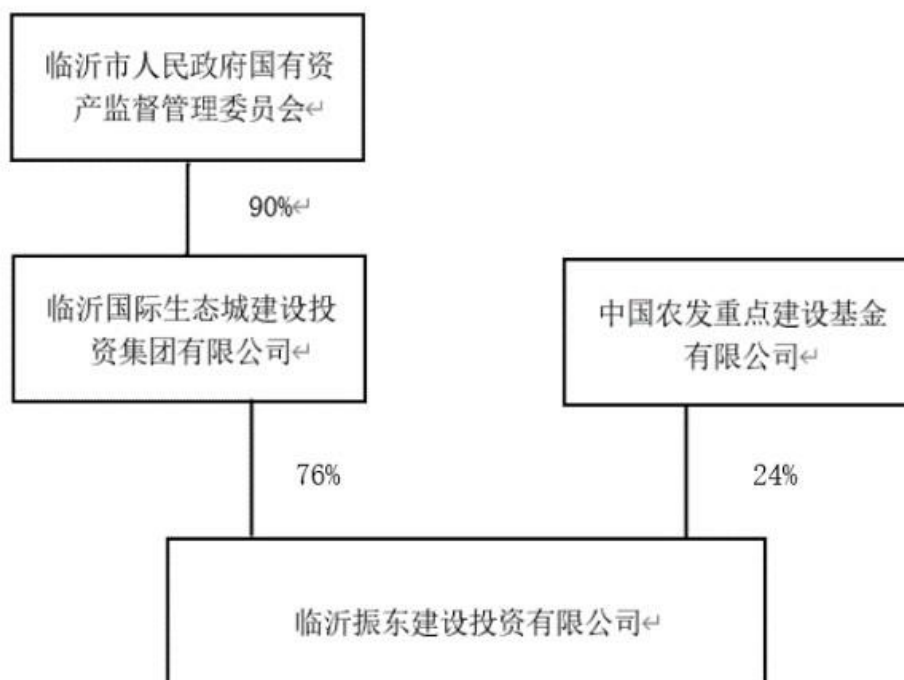 临沂市人民政府国有资
产监督管理委员会↵
90%↵
临沂国际生态城建设投
资集团有限公司↵
中国农发重点建设基金
有限公司↵
76%
24%
临沂振东建设投资有限公司↵